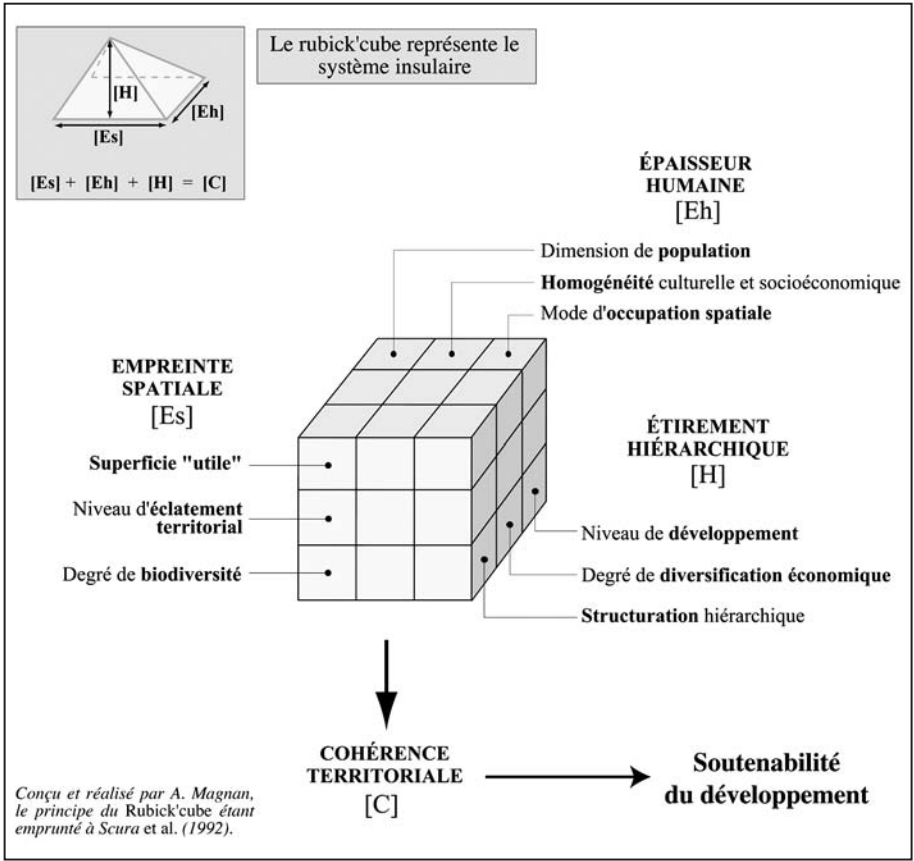 [H]
[Eh]
[Es]
[Es] + [Eh] + [H] = [C]
Le rubick'cube représente le
système insulaire
ÉPAISSEUR
HUMAINE
[Eh]
Dimension de population
Homogénéité culturelle et socioéconomique
Mode d'occupation spatiale
EMPREINTE
SPATIALE
[Es]
Superficie "utile"
Niveau d'éclatement
territorial
Degré de biodiversité
ÉTIREMENT
HIÉRARCHIQUE
[H]
Niveau de développement
Degré de diversification économique
Structuration hiérarchique
COHÉRENCE
TERRITORIALE
[C]
Soutenabilité
du développement
Conçu et réalisé par A. Magnan,
le principe du Rubick'cube étant
emprunté à Scura et al. (1992).